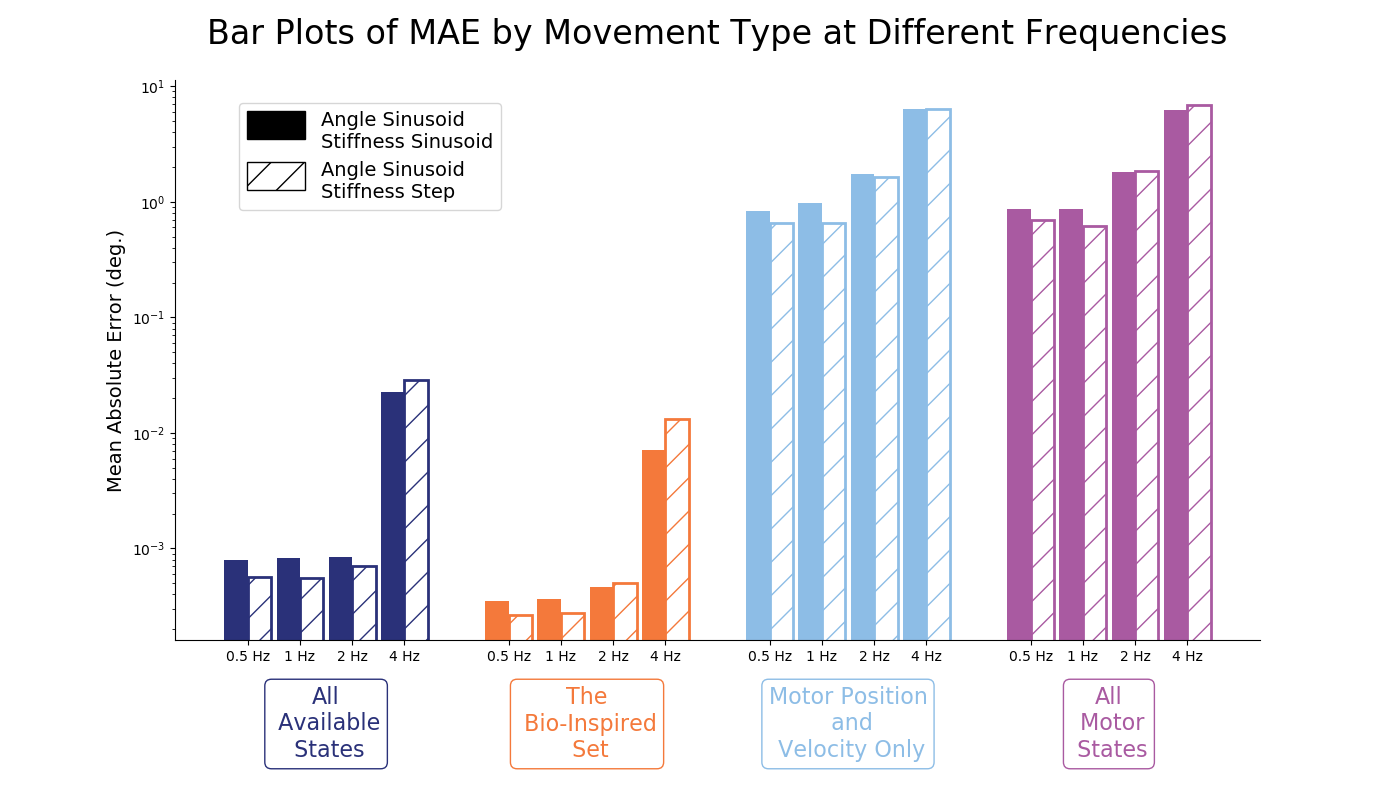 Bar Plots of MAE by Movement Type at Different Frequencies
Angle Sinusoid
Stiffness Sinusoid
Angle Sinusoid
Stiffness Step
Mean Absolute Error (deg.)
10¹
10⁰
10⁻¹
10⁻²
10⁻³
0.5 Hz 1 Hz 2 Hz 4 Hz 0.5 Hz 1 Hz 2 Hz 4 Hz 0.5 Hz 1 Hz 2 Hz 4 Hz 0.5 Hz 1 Hz 2 Hz 4 Hz
All
Available
States
The
Bio-Inspired
Set
Motor Position
and
Velocity Only
All
Motor
States